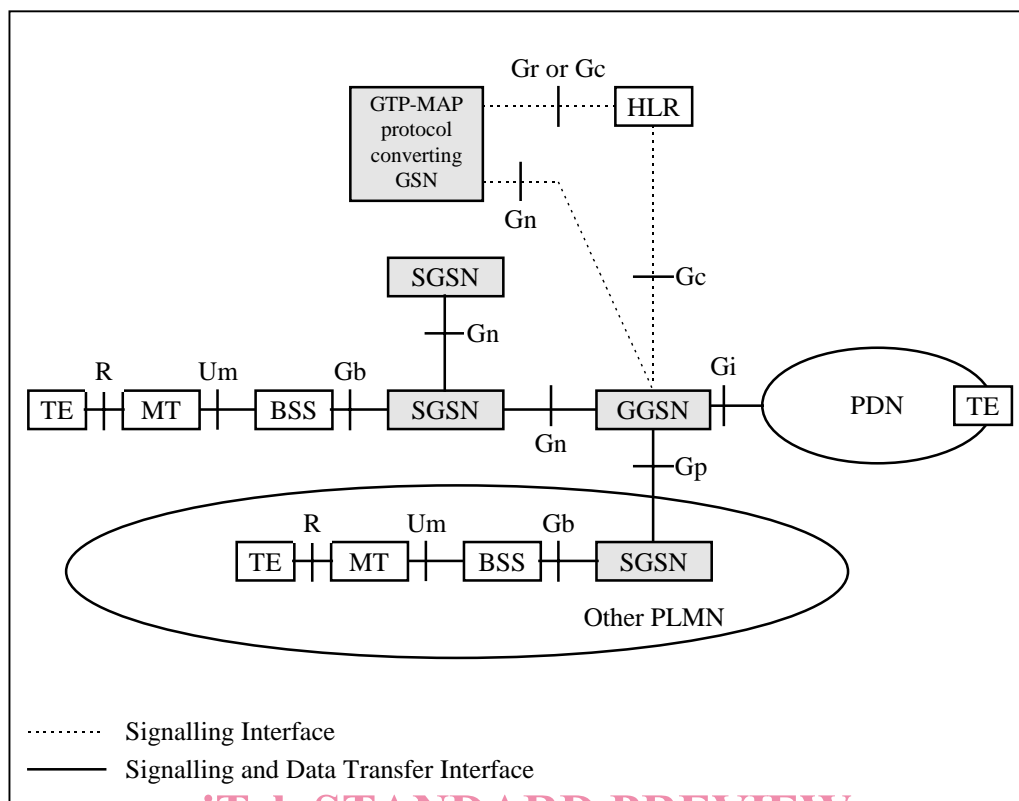 Gr or Gc
GTP-MAP
protocol
converting
GSN
HLR
Gn
Gc
SGSN
Gn
R
Um
Gb
Gi
TE
MT
BSS
SGSN
GGSN
PDN
TE
Gn
Gp
R
Um
Gb
TE
MT
BSS
SGSN
Other PLMN
Signalling Interface
Signalling and Data Transfer Interface
iTeh STANDARD PREVIEW